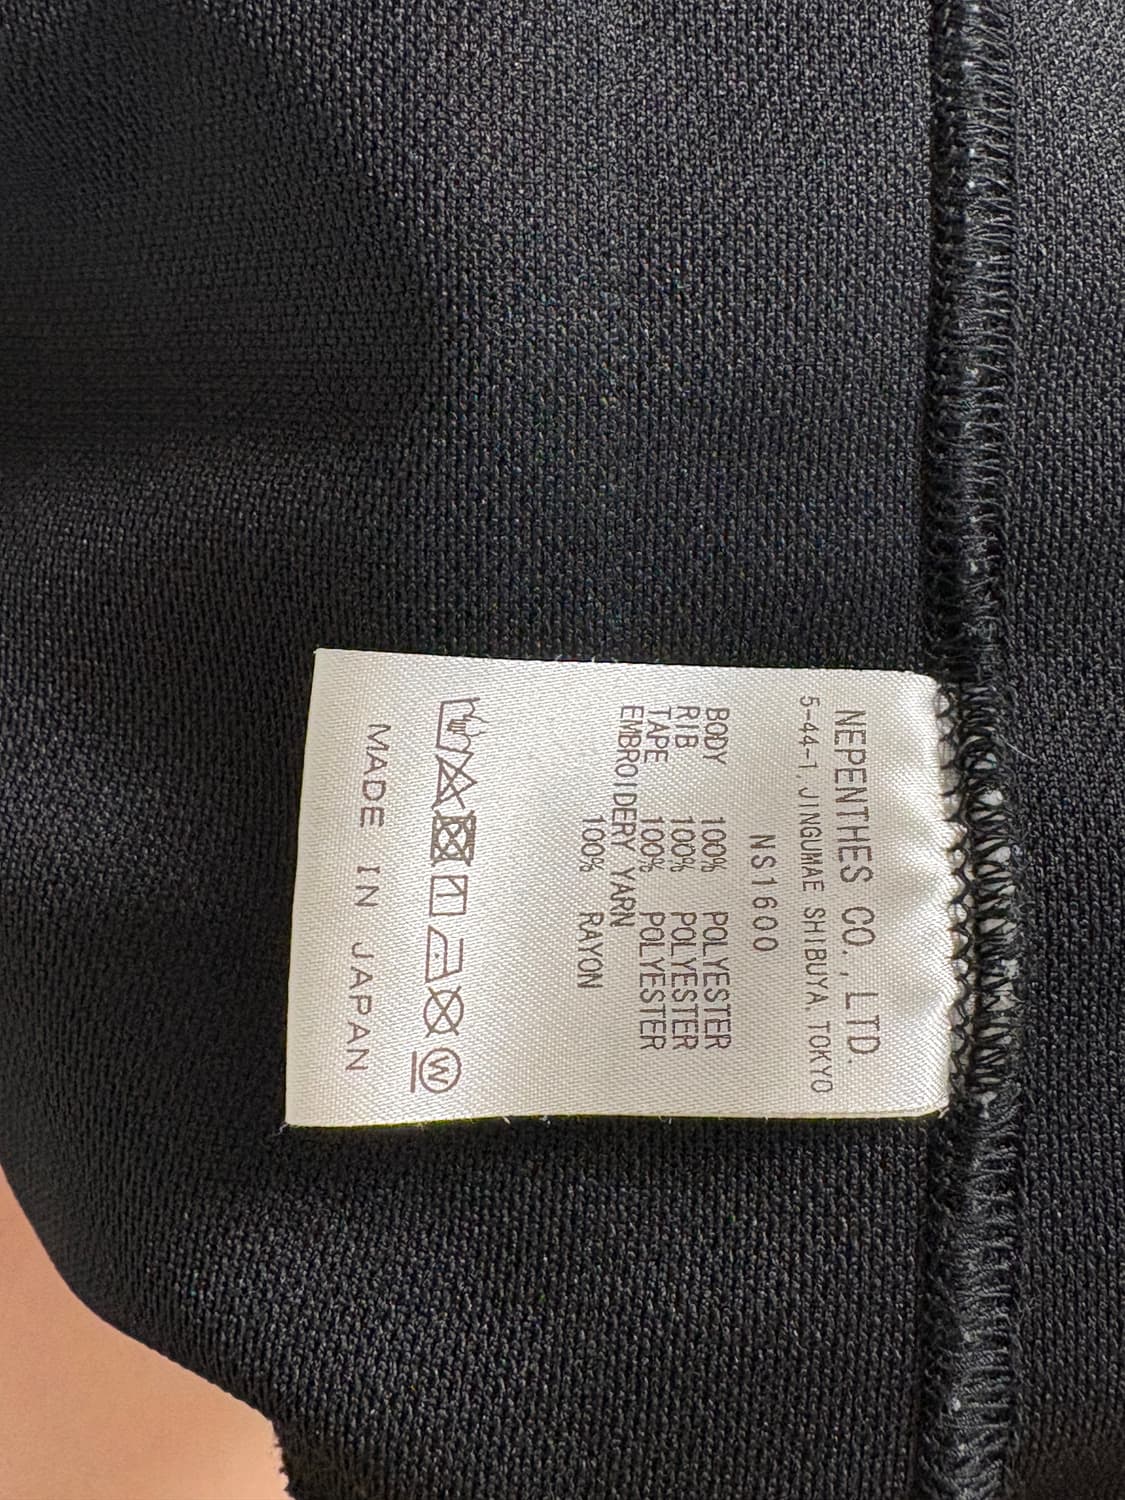 NEPENTHES CO., LTD.
5-44-1, JINGUMAE SHIBUYA, TOKYO
NS1600
BODY 100% POLYESTER
RIB 100% POLYESTER
TAPE 100% POLYESTER
EMBROIDERY YARN
100% RAYON
W
MADE IN JAPAN